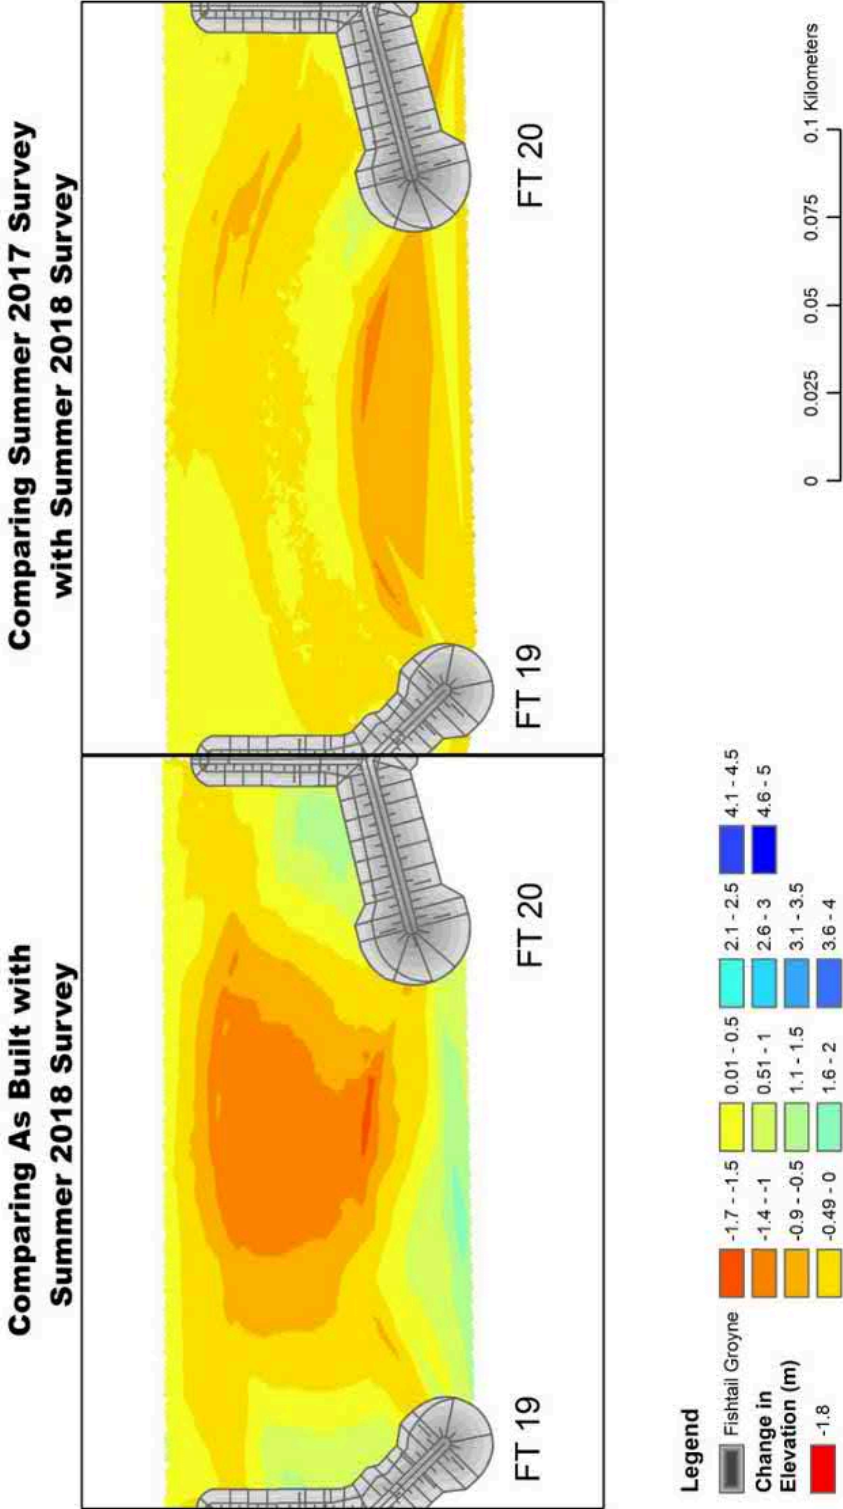 Comparing As Built with
Summer 2018 Survey
FT 19
FT 20
Comparing Summer 2017 Survey
with Summer 2018 Survey
FT 19
FT 20
Legend
Fishtail Groyne
Change in
Elevation (m)
-1.8
-1.7 - -1.5
-1.4 - -1
-0.9 - -0.5
-0.49 - 0
0.01 - 0.5
0.51 - 1
1.1 - 1.5
1.6 - 2
2.1 - 2.5
2.6 - 3
3.1 - 3.5
3.6 - 4
4.1 - 4.5
4.6 - 5
0 0.025 0.05 0.075 0.1 Kilometers